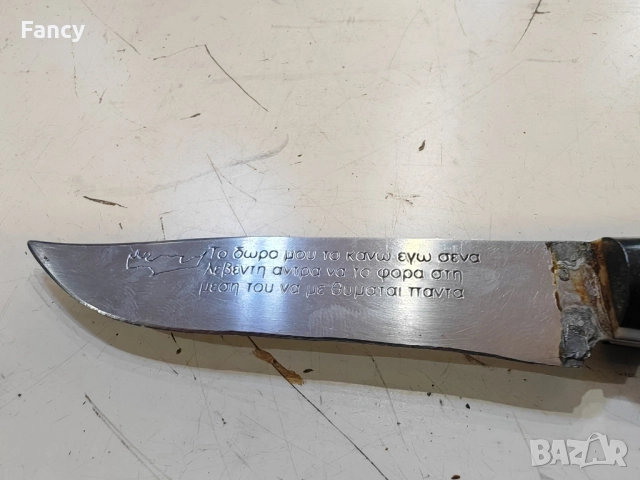 Fancy
Το δωρο μου το κανω εγω σενα
λεβεντη αντρα να το φορα στη
μεση του να με θυμαται παντα
BAZAR